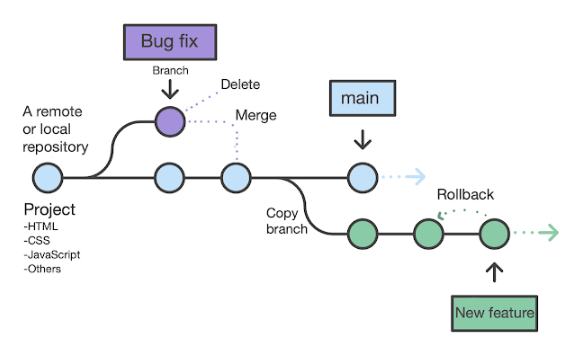 Bug fix
Branch
Delete
Merge
main
A remote
or local
repository
Project
-HTML
-CSS
-JavaScript
-Others
Copy
branch
Rollback
New feature